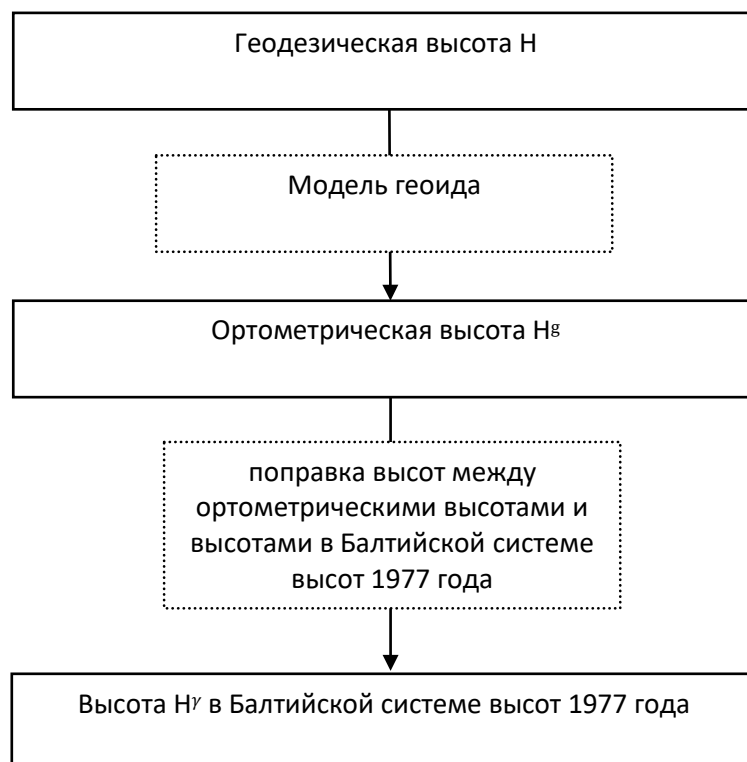 Геодезическая высота H
Модель геоида
Ортометрическая высота Hᵍ
поправка высот между
ортометрическими высотами и
высотами в Балтийской системе
высот 1977 года
Высота Hᵞ в Балтийской системе высот 1977 года